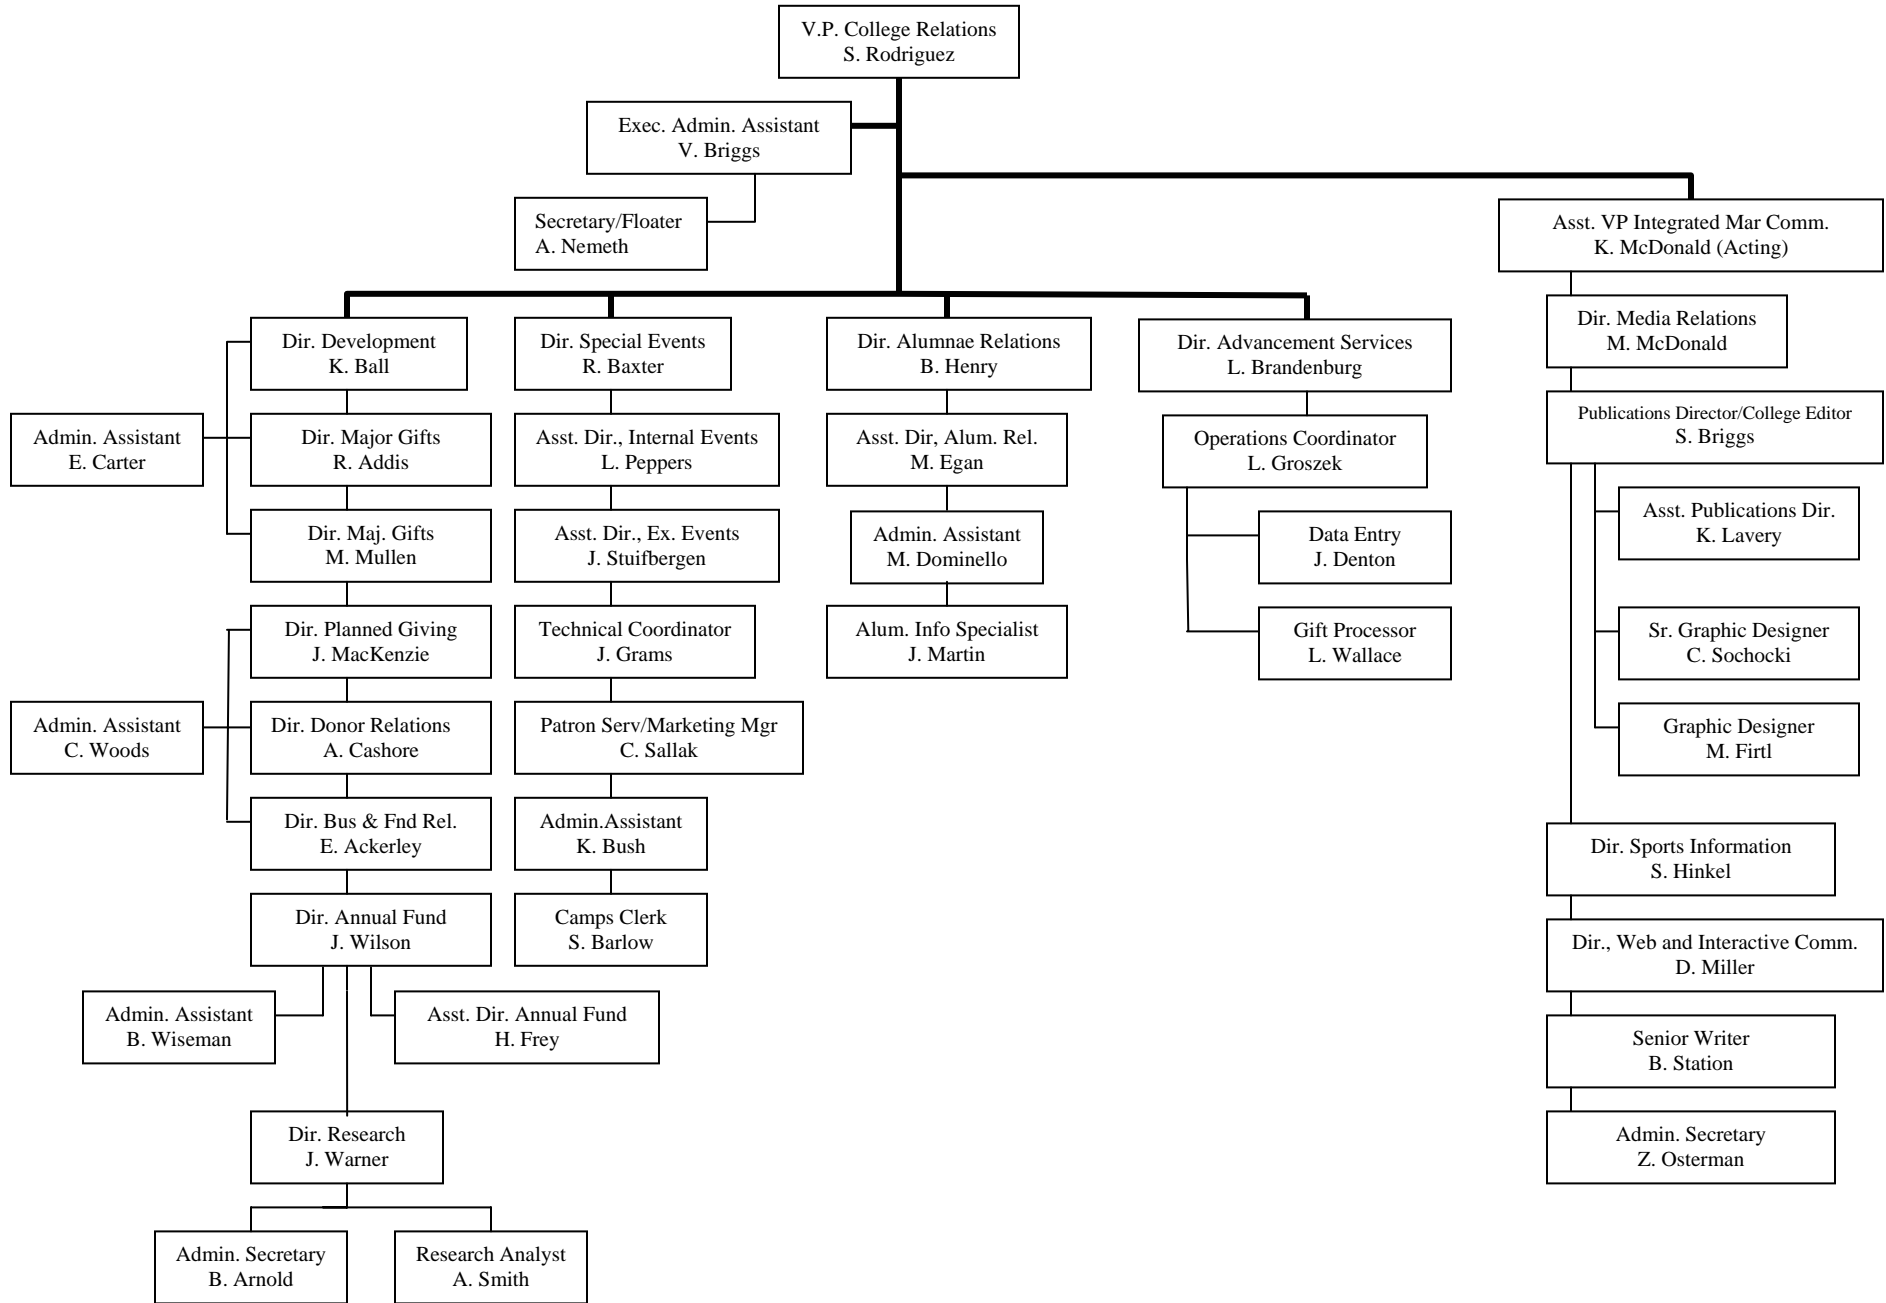 V.P. College Relations
S. Rodriguez
Exec. Admin. Assistant
V. Briggs
Secretary/Floater
A. Nemeth
Asst. VP Integrated Mar Comm.
K. McDonald (Acting)
Dir. Development
K. Ball
Dir. Special Events
R. Baxter
Dir. Alumnae Relations
B. Henry
Dir. Advancement Services
L. Brandenburg
Dir. Media Relations
M. McDonald
Admin. Assistant
E. Carter
Dir. Major Gifts
R. Addis
Asst. Dir., Internal Events
L. Peppers
Asst. Dir, Alum. Rel.
M. Egan
Operations Coordinator
L. Groszek
Publications Director/College Editor
S. Briggs
Dir. Maj. Gifts
M. Mullen
Asst. Dir., Ex. Events
J. Stuifbergen
Admin. Assistant
M. Dominello
Data Entry
J. Denton
Asst. Publications Dir.
K. Lavery
Dir. Planned Giving
J. MacKenzie
Technical Coordinator
J. Grams
Alum. Info Specialist
J. Martin
Gift Processor
L. Wallace
Sr. Graphic Designer
C. Sochocki
Admin. Assistant
C. Woods
Dir. Donor Relations
A. Cashore
Patron Serv/Marketing Mgr
C. Sallak
Graphic Designer
M. Firtl
Dir. Bus & Fnd Rel.
E. Ackerley
Admin.Assistant
K. Bush
Dir. Sports Information
S. Hinkel
Dir. Annual Fund
J. Wilson
Camps Clerk
S. Barlow
Dir., Web and Interactive Comm.
D. Miller
Admin. Assistant
B. Wiseman
Asst. Dir. Annual Fund
H. Frey
Senior Writer
B. Station
Dir. Research
J. Warner
Admin. Secretary
Z. Osterman
Admin. Secretary
B. Arnold
Research Analyst
A. Smith